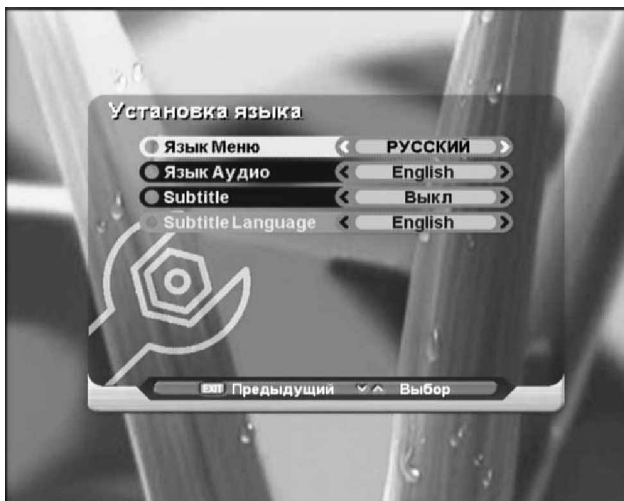 Установка языка
Язык Меню РУССКИЙ
Язык Аудио English
Subtitle Выкл
Subtitle Language English
EXIT Предыдущий Выбор